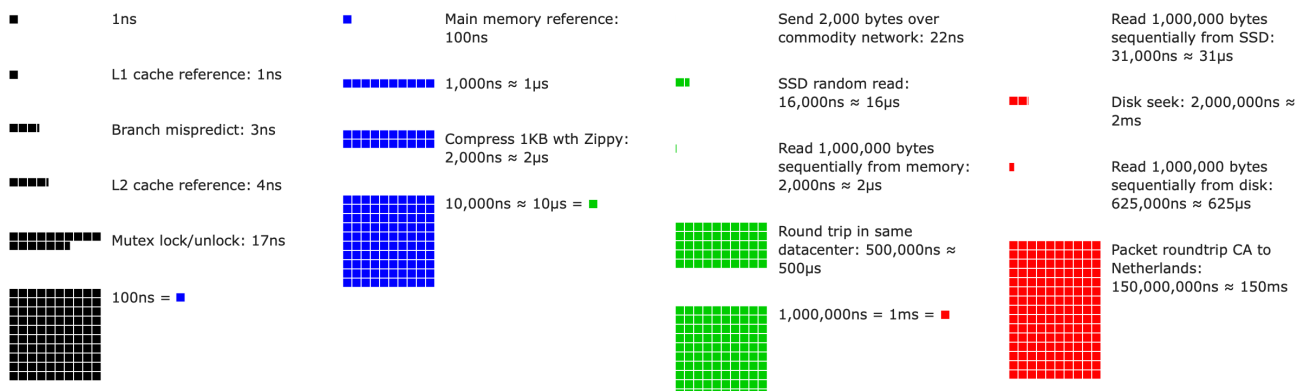 1ns
L1 cache reference: 1ns
Branch mispredict: 3ns
L2 cache reference: 4ns
Mutex lock/unlock: 17ns
100ns =
Main memory reference:
100ns
1,000ns ≈ 1μs
Compress 1KB wth Zippy:
2,000ns ≈ 2μs
10,000ns ≈ 10μs =
Send 2,000 bytes over
commodity network: 22ns
SSD random read:
16,000ns ≈ 16μs
Read 1,000,000 bytes
sequentially from memory:
2,000ns ≈ 2μs
Round trip in same
datacenter: 500,000ns ≈
500μs
1,000,000ns = 1ms =
Read 1,000,000 bytes
sequentially from SSD:
31,000ns ≈ 31μs
Disk seek: 2,000,000ns ≈
2ms
Read 1,000,000 bytes
sequentially from disk:
625,000ns ≈ 625μs
Packet roundtrip CA to
Netherlands:
150,000,000ns ≈ 150ms